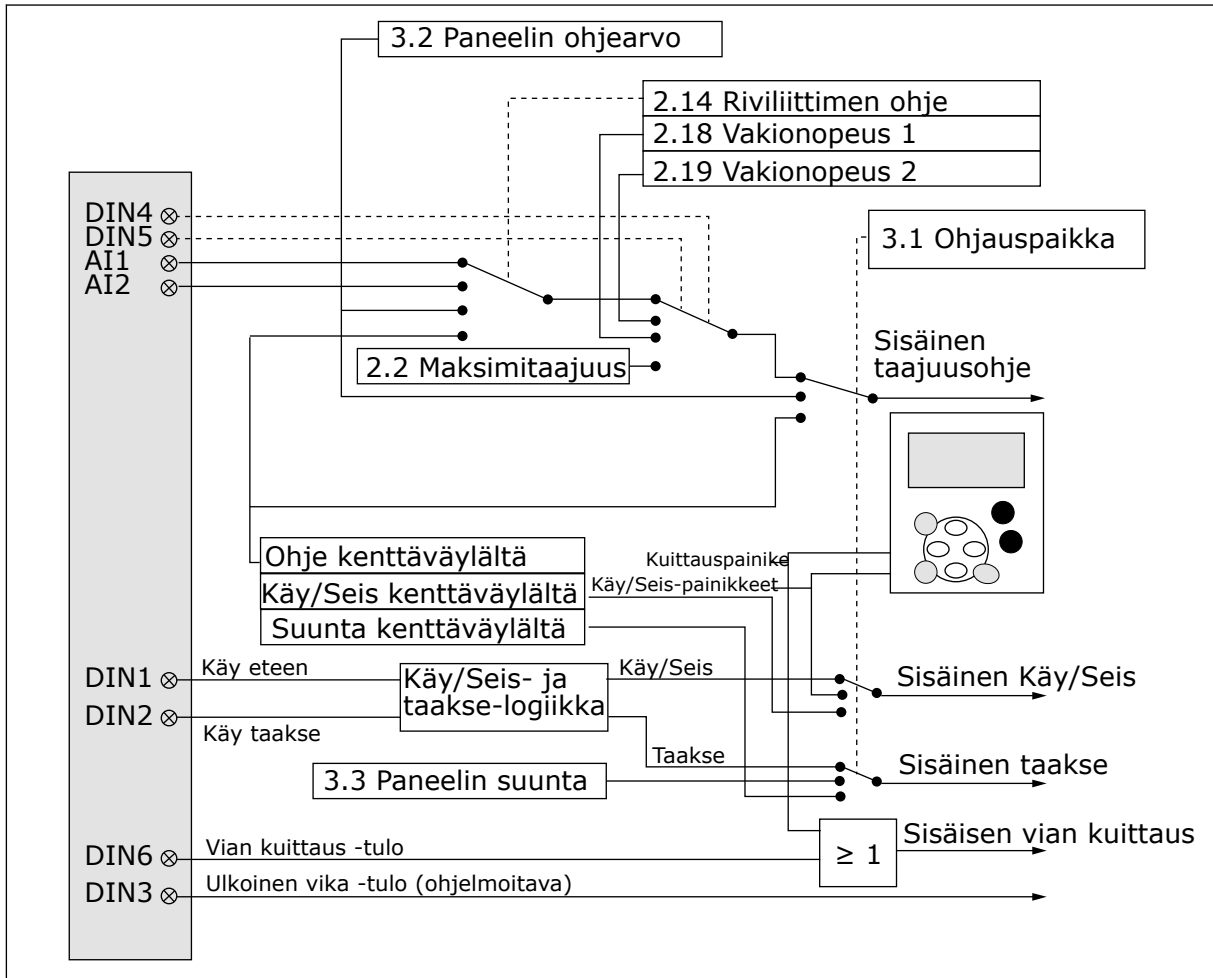 3.2 Paneelin ohjearvo
2.14 Riviliittimen ohje
2.18 Vakionopeus 1
2.19 Vakionopeus 2
DIN4
DIN5
AI1
AI2
3.1 Ohjauspaikka
2.2 Maksimitaajuus
Sisäinen
taajuusohje
Ohje kenttäväylältä
Käy/Seis kenttäväylältä
Suunta kenttäväylältä
Kuittauspainike
Käy/Seis-painikkeet
DIN1
Käy eteen
DIN2
Käy taakse
Käy/Seis- ja
taakse-logiikka
Käy/Seis
Sisäinen Käy/Seis
Taakse
Sisäinen taakse
3.3 Paneelin suunta
Sisäisen vian kuittaus
≥ 1
DIN6
Vian kuittaus -tulo
DIN3
Ulkoinen vika -tulo (ohjelmoitava)